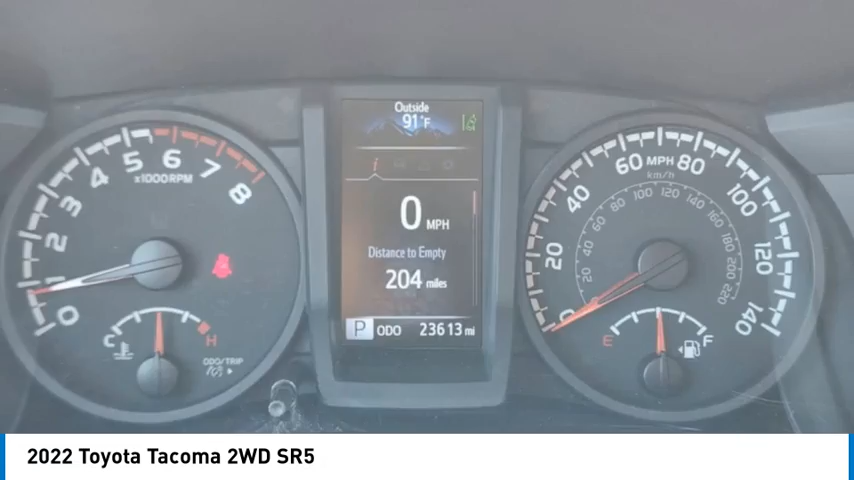 Outside
91°F
0 MPH
Distance to Empty
204 miles
P ODO 23613 mi
0 1 2 3 4 5 6 7 8
x1000RPM
C H
ODO/TRIP
0 20 40 60 MPH 80 100 120 140
km/h
20 40 60 80 100 120 140 160 180 200 220
E F
2022 Toyota Tacoma 2WD SR5